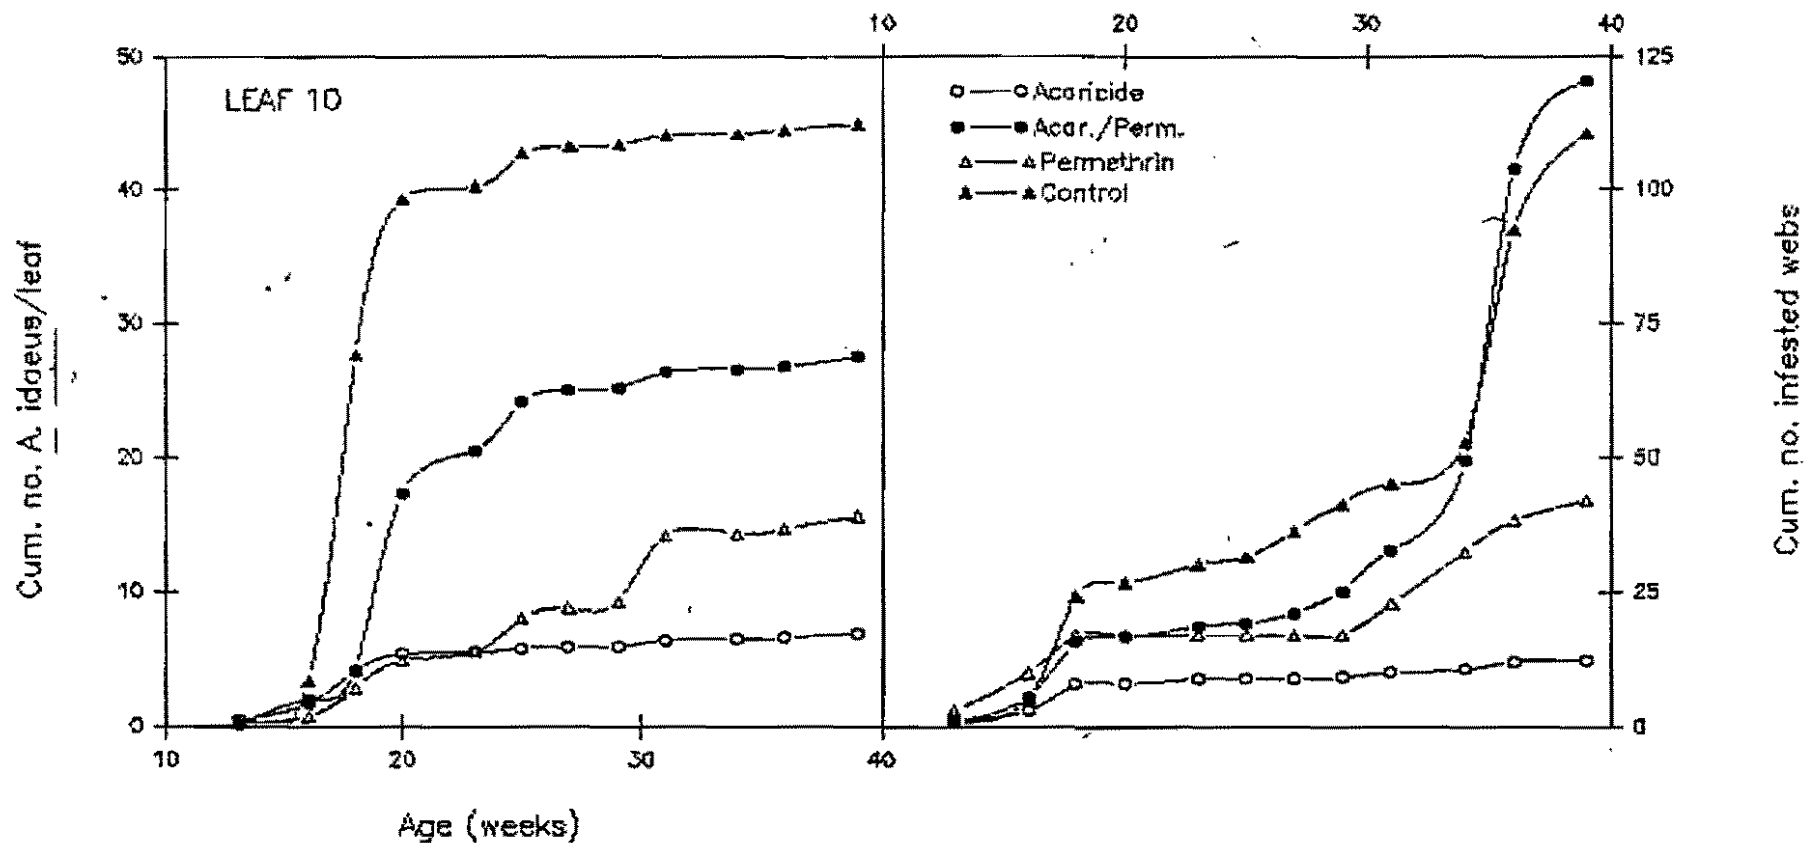 10 20 30 40
50 125
LEAF 10
Acaricide
Acar./Perm.
Permethrin
Control
40 100
30 75
20 50
10 25
0 0
10 20 30 40
Cum. no. A. idaeus/leaf
Cum. no. infested webs
Age (weeks)